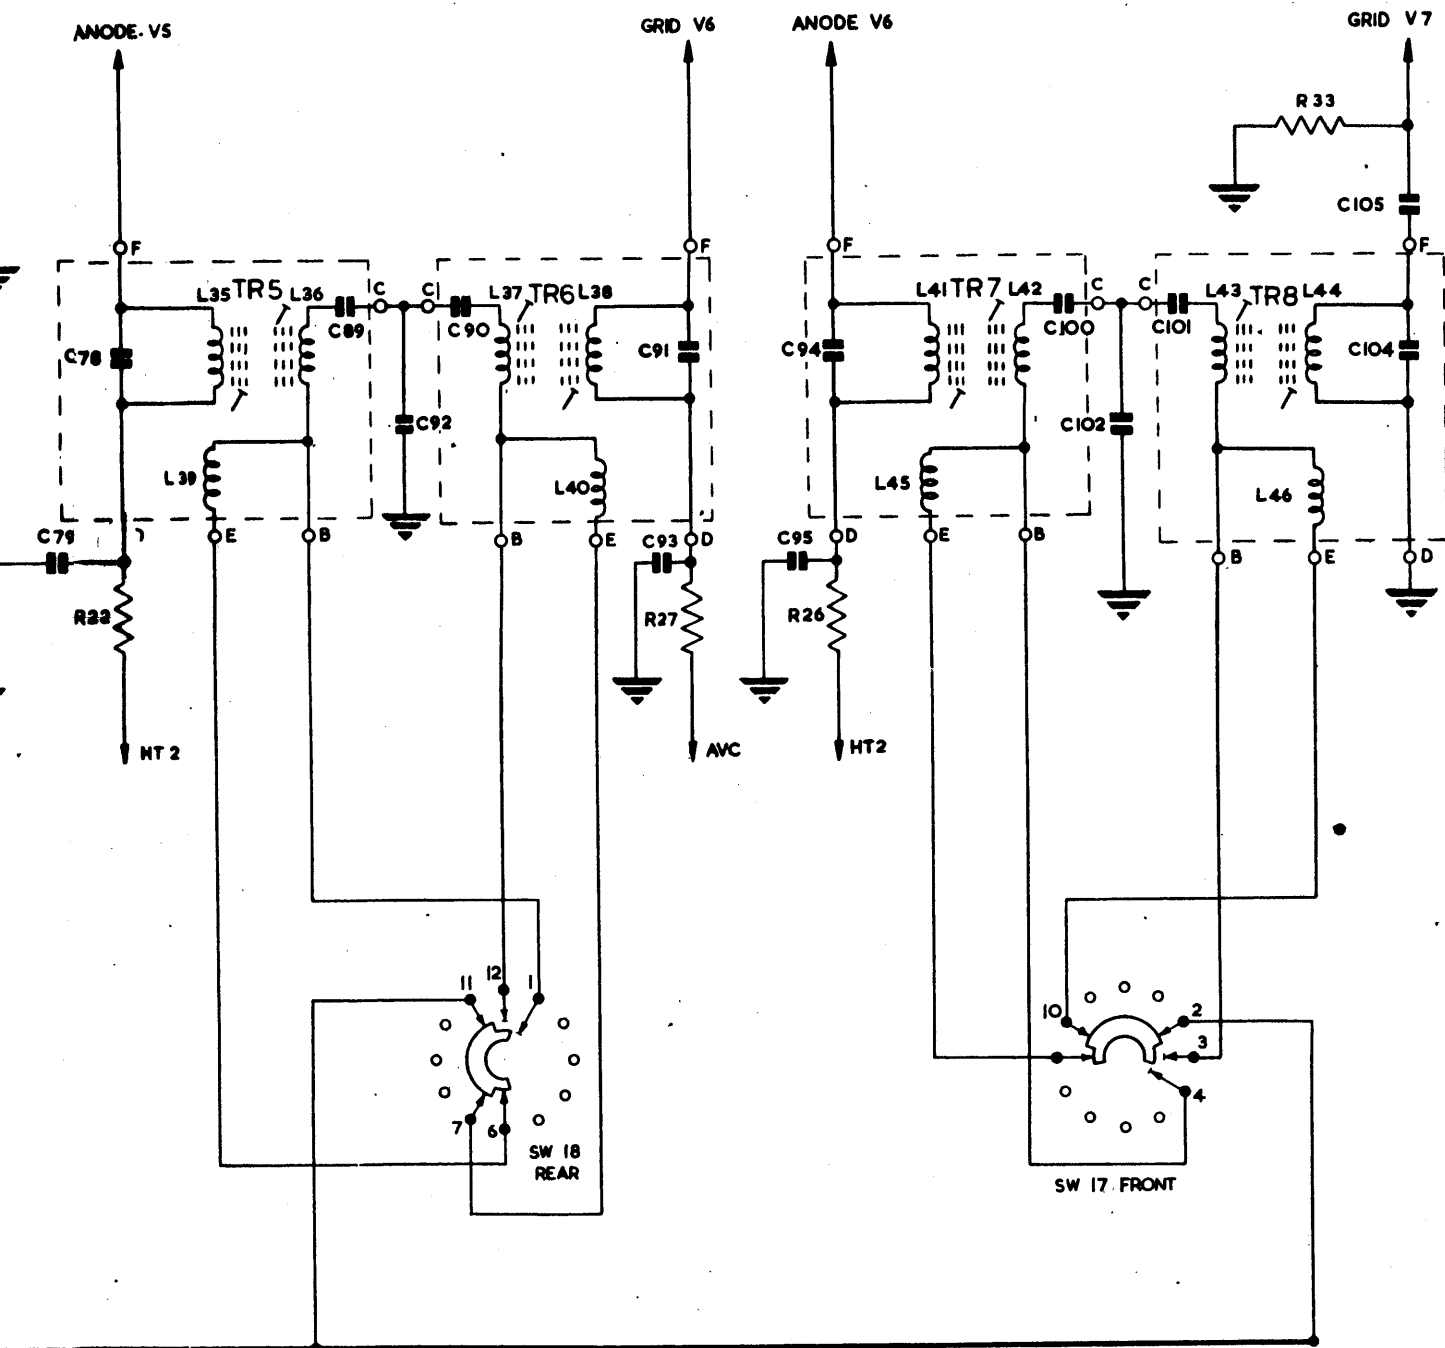 ANODE. V5
GRID V6
ANODE V6
GRID V7
R33
C105
F
F
F
F
L35 TR5 L36
C89
C
C
C90
L37 TR6 L38
C78
C91
C92
L39
L40
L41 TR7 L42
C100
C
C
C101
L43 TR8 L44
C94
C104
C102
L45
L46
C79
E
B
B
E
C93
D
C95
D
E
B
B
E
D
R22
R27
R26
HT2
AVC
HT2
11
12
1
7
6
SW 18
REAR
10
2
3
4
SW 17 FRONT